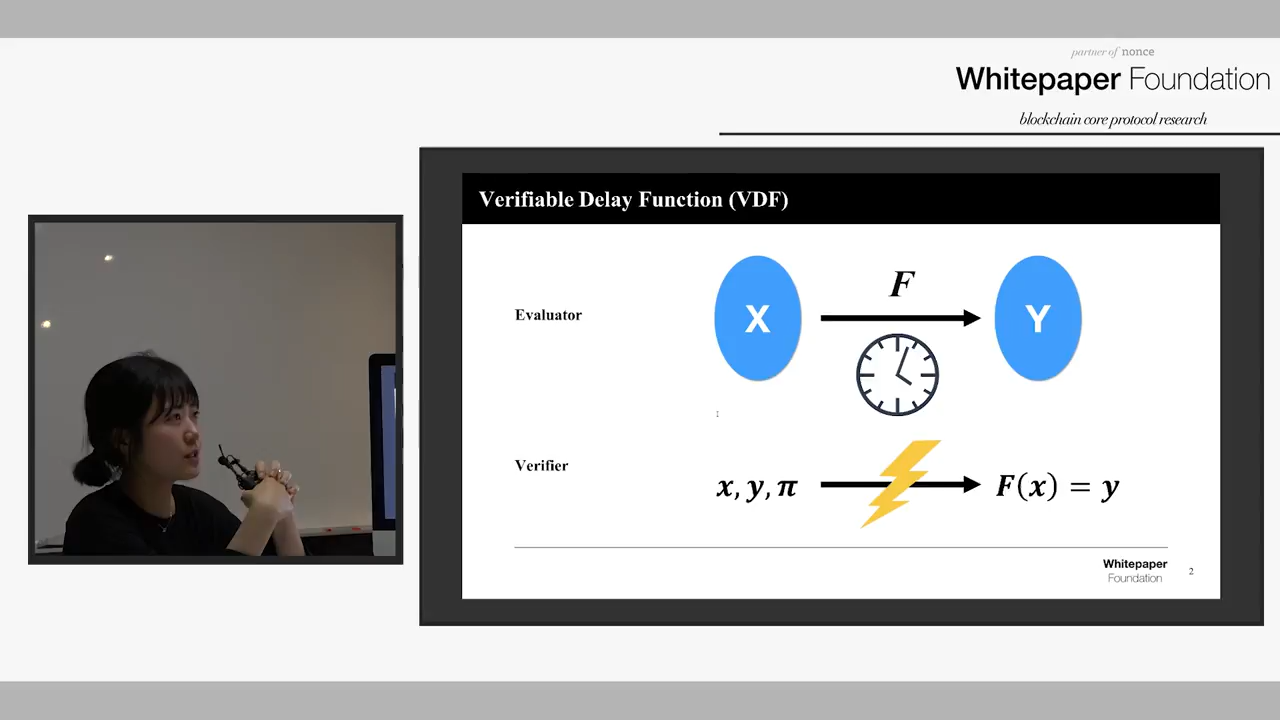 partner of nonce
Whitepaper Foundation
blockchain core protocol research
Verifiable Delay Function (VDF)
F
Evaluator
X
Y
Verifier
x, y, π
F(x) = y
Whitepaper
Foundation
2